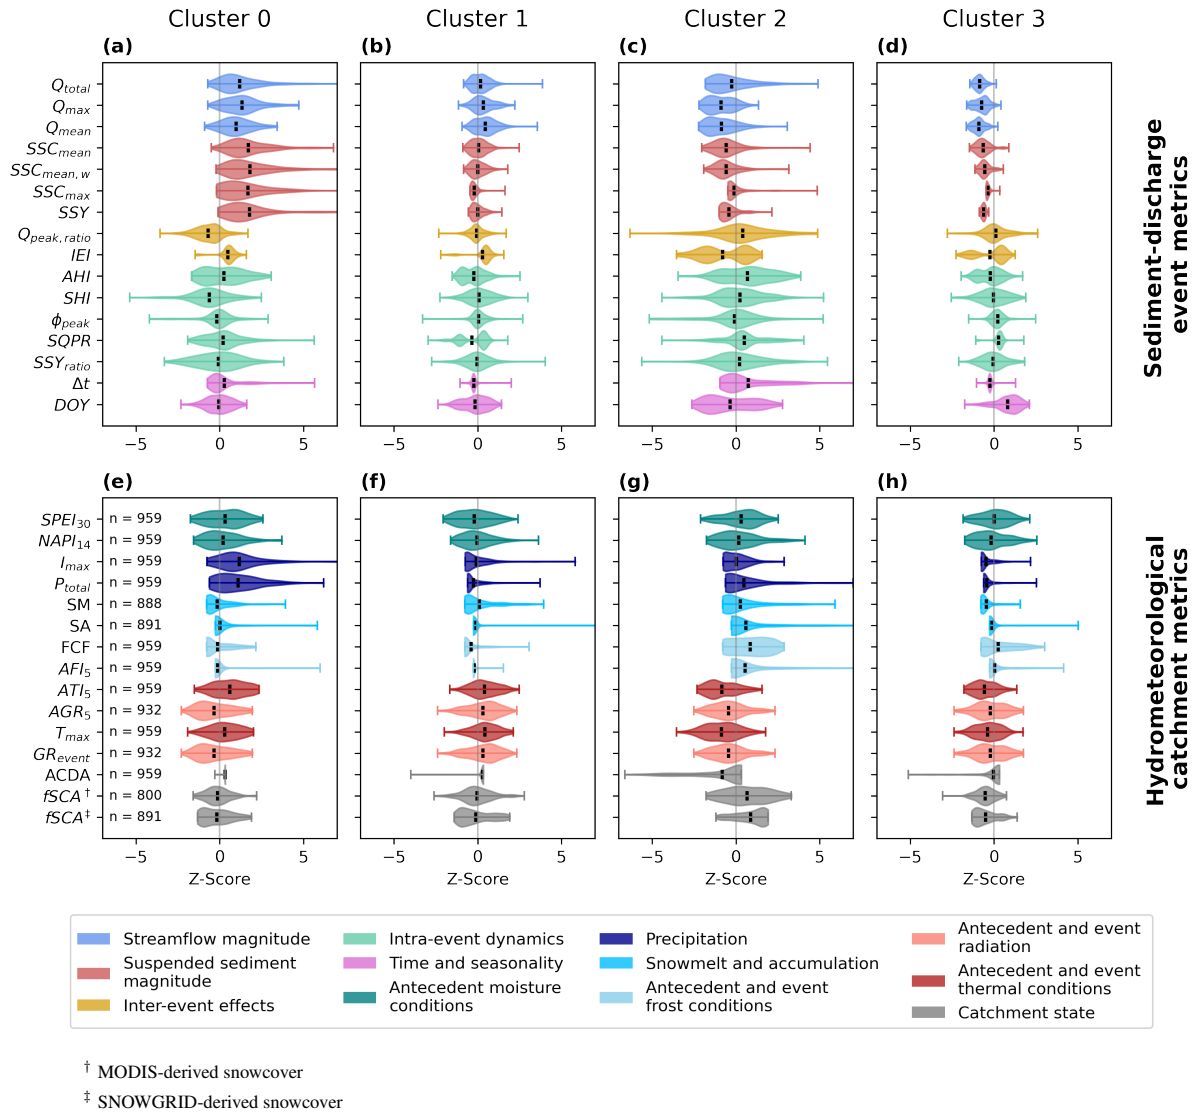 Cluster 0 Cluster 1 Cluster 2 Cluster 3
(a) (b) (c) (d)
Q_total
Q_max
Q_mean
SSC_mean
SSC_mean,w
SSC_max
SSY
Q_peak,ratio
IEI
AHI
SHI
ϕ_peak
SQPR
SSY_ratio
Δt
DOY
−5 0 5 −5 0 5 −5 0 5 −5 0 5
Sediment-discharge
event metrics
(e) (f) (g) (h)
SPEI_30 n = 959
NAPI_14 n = 959
I_max n = 959
P_total n = 959
SM n = 888
SA n = 891
FCF n = 959
AFI_5 n = 959
ATI_5 n = 959
AGR_5 n = 932
T_max n = 959
GR_event n = 932
ACDA n = 959
fSCA† n = 800
fSCA‡ n = 891
−5 0 5 −5 0 5 −5 0 5 −5 0 5
Z-Score Z-Score Z-Score Z-Score
Hydrometeorological
catchment metrics
Streamflow magnitude
Suspended sediment
magnitude
Inter-event effects
Intra-event dynamics
Time and seasonality
Antecedent moisture
conditions
Precipitation
Snowmelt and accumulation
Antecedent and event
frost conditions
Antecedent and event
radiation
Antecedent and event
thermal conditions
Catchment state
† MODIS-derived snowcover
‡ SNOWGRID-derived snowcover